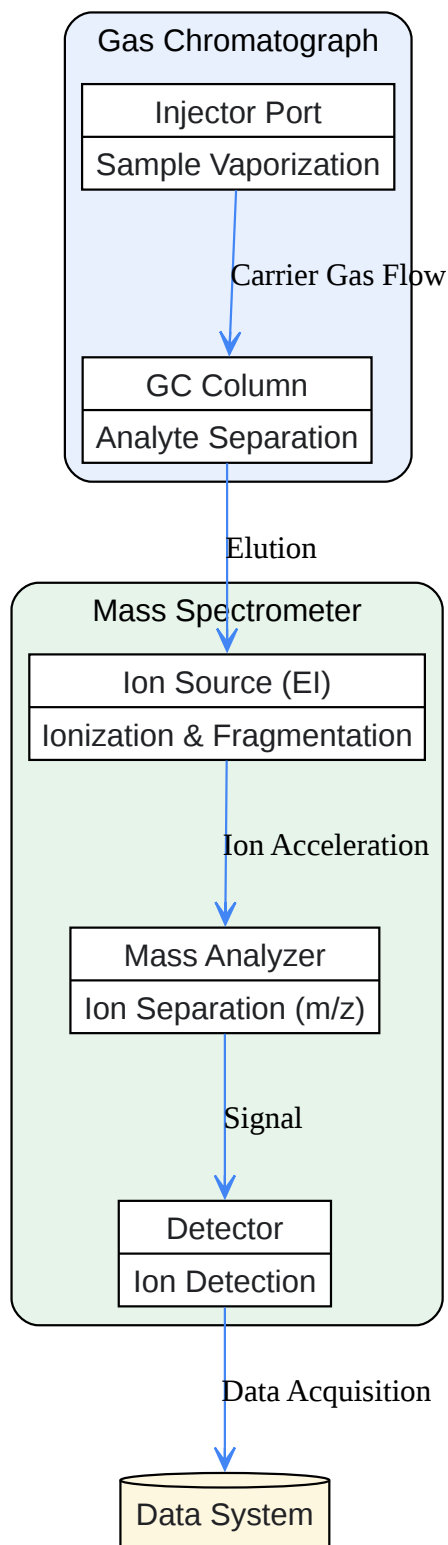 Gas Chromatograph
Injector Port
Sample Vaporization
Carrier Gas Flow
GC Column
Analyte Separation
Elution
Mass Spectrometer
Ion Source (EI)
Ionization & Fragmentation
Ion Acceleration
Mass Analyzer
Ion Separation (m/z)
Signal
Detector
Ion Detection
Data Acquisition
Data System